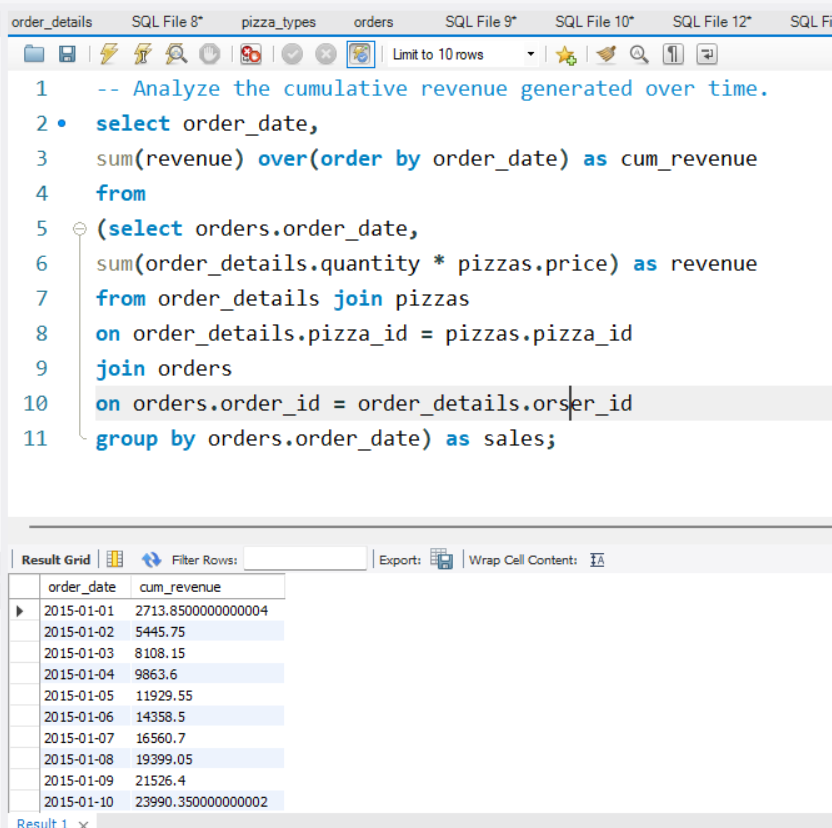 order_details SQL File 8* pizza_types orders SQL File 9* SQL File 10* SQL File 12*
Limit to 10 rows
1 -- Analyze the cumulative revenue generated over time.
2 select order_date,
3 sum(revenue) over(order by order_date) as cum_revenue
4 from
5 (select orders.order_date,
6 sum(order_details.quantity * pizzas.price) as revenue
7 from order_details join pizzas
8 on order_details.pizza_id = pizzas.pizza_id
9 join orders
10 on orders.order_id = order_details.orser_id
11 group by orders.order_date) as sales;
Result Grid Filter Rows: Export: Wrap Cell Content: IA
order_date cum_revenue
2015-01-01 2713.8500000000004
2015-01-02 5445.75
2015-01-03 8108.15
2015-01-04 9863.6
2015-01-05 11929.55
2015-01-06 14358.5
2015-01-07 16560.7
2015-01-08 19399.05
2015-01-09 21526.4
2015-01-10 23990.350000000002
Result 1